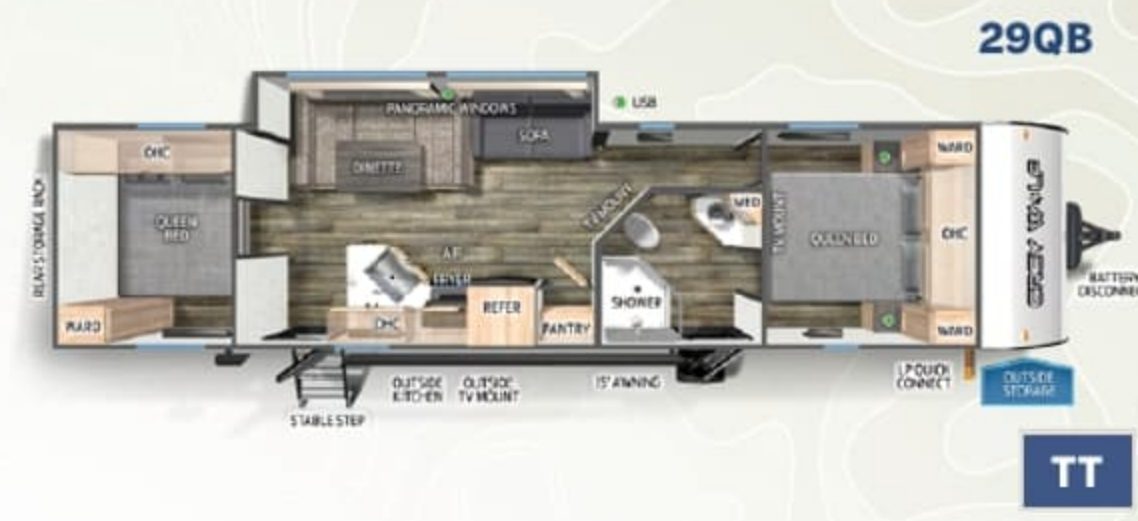 29QB
USB
PANORAMIC WINDOWS
SOFA
DINETTE
OHC
QUEEN
BED
WARD
REAR STORAGE RACK
TV MOUNT
MED
TV MOUNT
QUEEN BED
WARD
OHC
WARD
GREY WOLF
SHOWER
REFER
PANTRY
OHC
BATTERY
DISCONNE
OUTSIDE
KITCHEN
OUTSIDE
TV MOUNT
15' AWNING
LP QUICK
CONNECT
OUTSIDE
STORAGE
STABLE STEP
TT